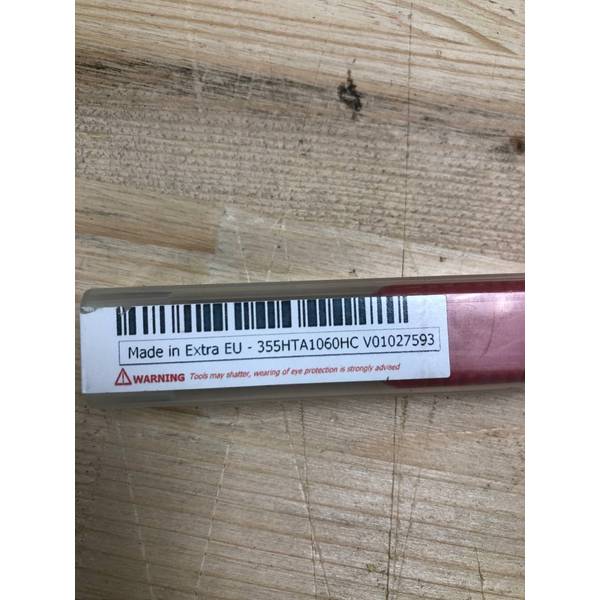 Made in Extra EU - 355HTA1060HC V01027593
WARNING Tools may shatter, wearing of eye protection is strongly advised